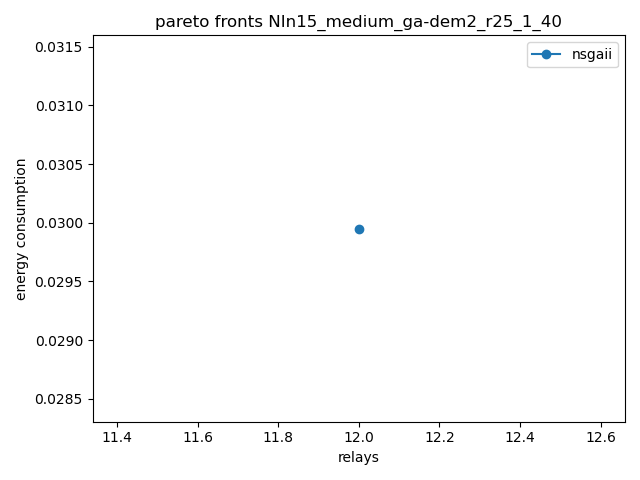 pareto fronts NIn15_medium_ga-dem2_r25_1_40
nsgaii
energy consumption
0.0315
0.0310
0.0305
0.0300
0.0295
0.0290
0.0285
11.4 11.6 11.8 12.0 12.2 12.4 12.6
relays